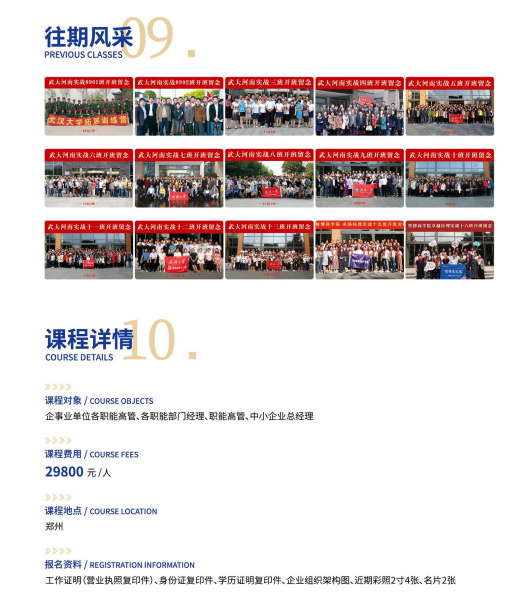 往期风采
09.
PREVIOUS CLASSES
武大河南实战0901班开班留念
武大河南实战0902班开班留念
武大河南实战三班开班留念
武大河南实战四班开班留念
武大河南实战五班开班留念
武汉大学拓展训练营
武大河南实战六班开班留念
武大河南实战七班开班留念
武大河南实战八班开班留念
武大河南实战九班开班留念
武大河南实战十班开班留念
武大河南实战十一班开班留念
武大河南实战十二班开班留念
武大河南实战十三班开班留念
课程详情
10.
COURSE DETAILS
课程对象 / COURSE OBJECTS
企事业单位各职能高管、各职能部门经理、职能高管、中小企业总经理
课程费用 / COURSE FEES
29800 元/人
课程地点 / COURSE LOCATION
郑州
报名资料 / REGISTRATION INFORMATION
工作证明（营业执照复印件）、身份证复印件、学历证明复印件、企业组织架构图、近期彩照2寸4张、名片2张